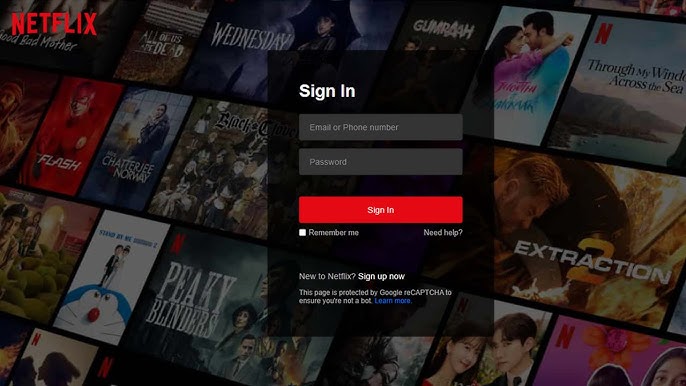 NETFLIX
Good Bad Mother
ALL OF US
ARE DEAD
WEDNESDAY
GUMRAAH
Through My Window
Across the Sea
Sign In
Email or Phone number
Password
FLASH
MRS.
CHATTERJEE
VS
NORWAY
Black Clover
Sign In
Remember me
Need help?
EXTRACTION
2
STAND BY ME
PEAKY
BLINDERS
New to Netflix? Sign up now
This page is protected by Google reCAPTCHA to
ensure you're not a bot. Learn more.